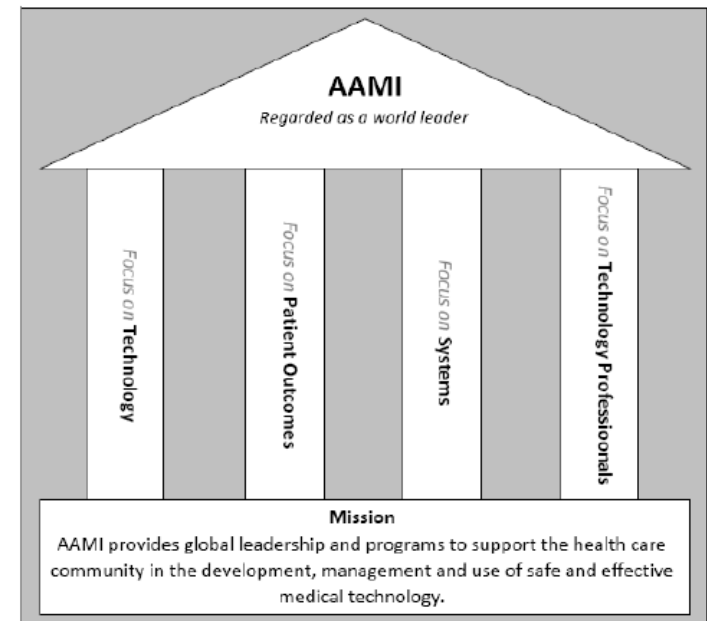 AAMI
Regarded as a world leader
Focus on Technology
Focus on Patient Outcomes
Focus on Systems
Focus on Technology Professioonals
Mission
AAMI provides global leadership and programs to support the health care
community in the development, management and use of safe and effective
medical technology.